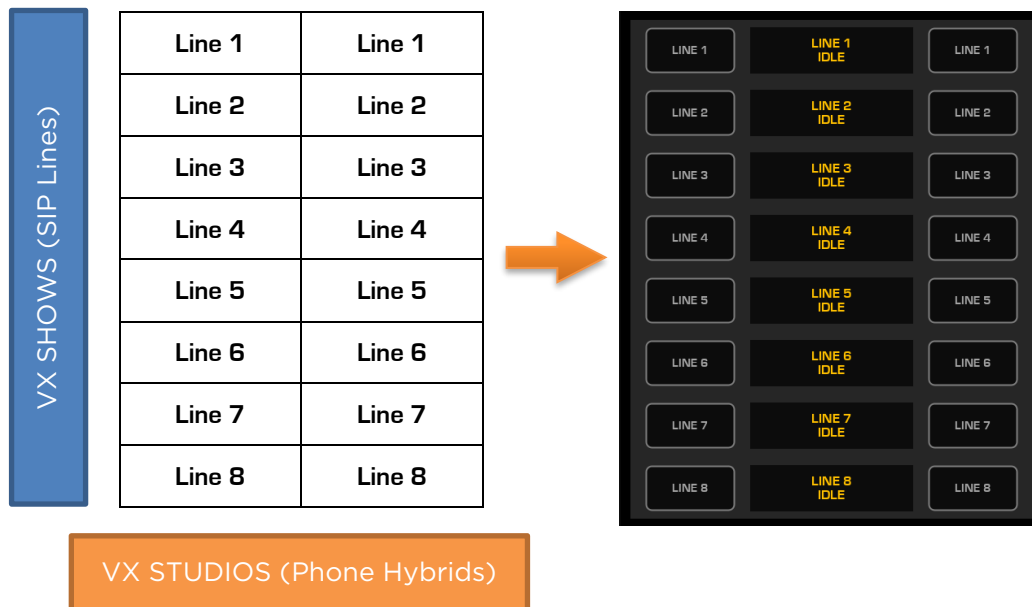 VX SHOWS (SIP Lines)
Line 1 Line 1
Line 2 Line 2
Line 3 Line 3
Line 4 Line 4
Line 5 Line 5
Line 6 Line 6
Line 7 Line 7
Line 8 Line 8
VX STUDIOS (Phone Hybrids)
LINE 1 LINE 1 LINE 1
IDLE
LINE 2 LINE 2 LINE 2
IDLE
LINE 3 LINE 3 LINE 3
IDLE
LINE 4 LINE 4 LINE 4
IDLE
LINE 5 LINE 5 LINE 5
IDLE
LINE 6 LINE 6 LINE 6
IDLE
LINE 7 LINE 7 LINE 7
IDLE
LINE 8 LINE 8 LINE 8
IDLE